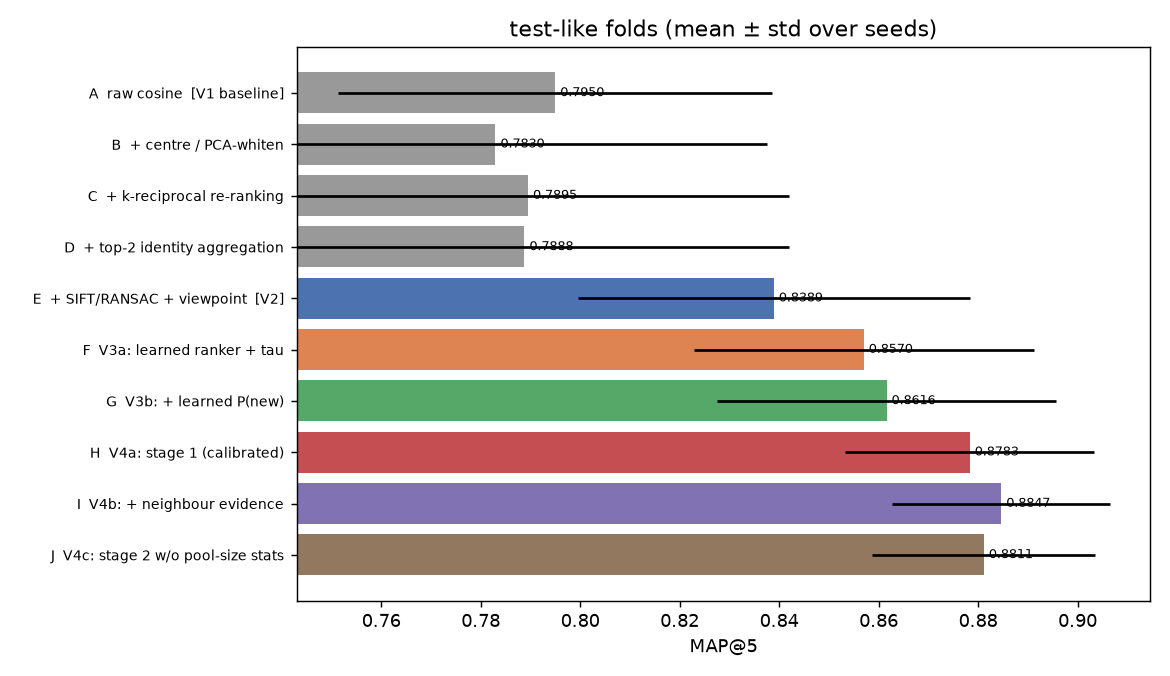 test-like folds (mean ± std over seeds)
A  raw cosine  [V1 baseline]
0.7950
B  + centre / PCA-whiten
0.7830
C  + k-reciprocal re-ranking
0.7895
D  + top-2 identity aggregation
0.7888
E  + SIFT/RANSAC + viewpoint  [V2]
0.8389
F  V3a: learned ranker + tau
0.8570
G  V3b: + learned P(new)
0.8616
H  V4a: stage 1 (calibrated)
0.8783
I  V4b: + neighbour evidence
0.8847
J  V4c: stage 2 w/o pool-size stats
0.8811
0.76 0.78 0.80 0.82 0.84 0.86 0.88 0.90
MAP@5